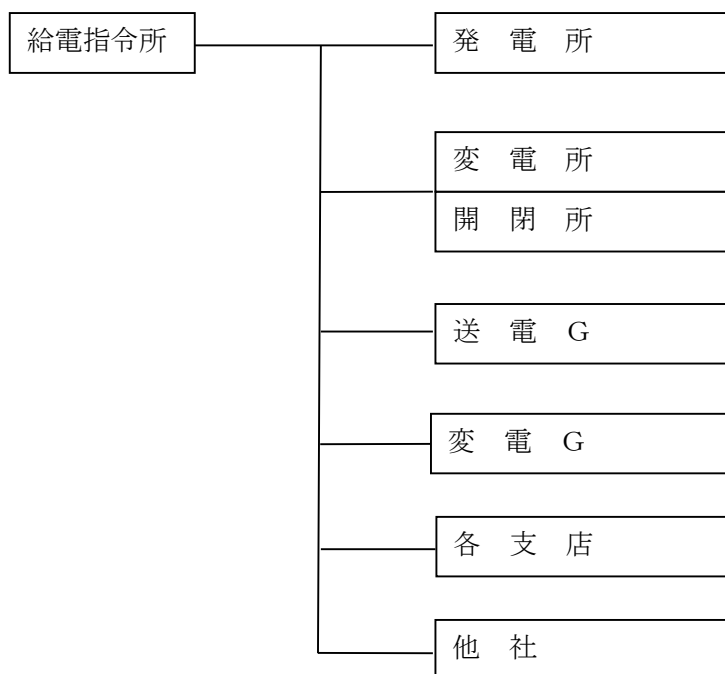 給電指令所
発　電　所
変　電　所
開　閉　所
送　電　G
変　電　G
各　支　店
他　社